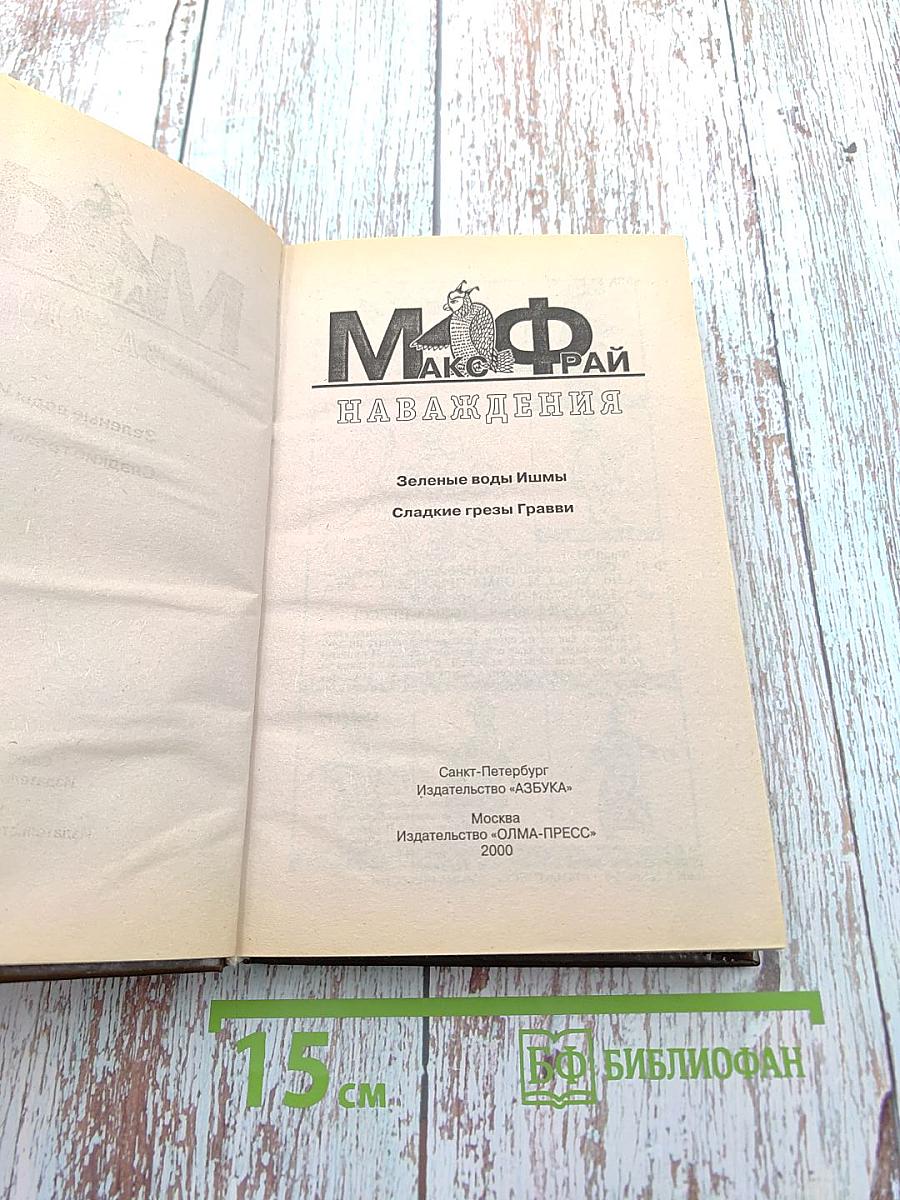 МАКС ФРАЙ
НАВАЖДЕНИЯ
Зеленые воды Ишмы
Сладкие грезы Гравви
Санкт-Петербург
Издательство «АЗБУКА»
Москва
Издательство «ОЛМА-ПРЕСС»
2000
15 см
БФ БИБЛИОФАН